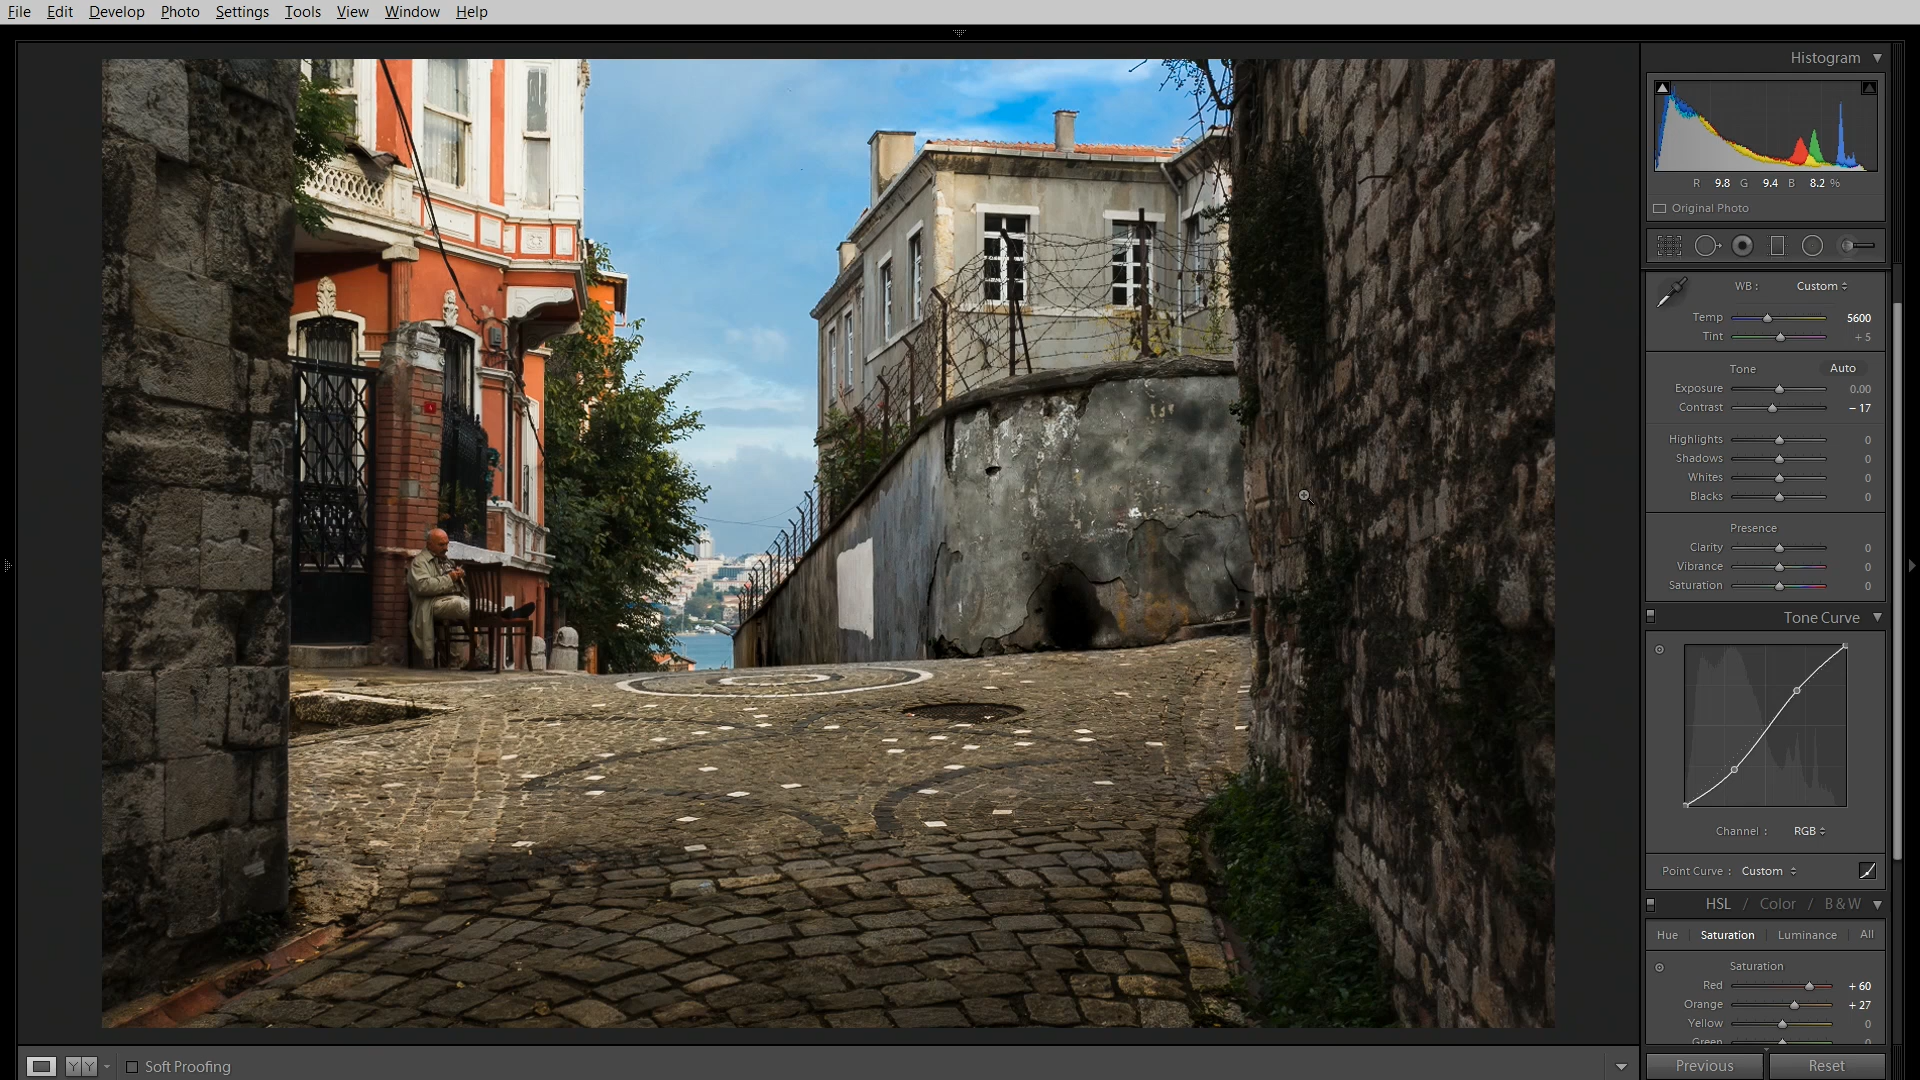 File Edit Develop Photo Settings Tools View Window Help
Histogram
R 9.8 G 9.4 B 8.2 %
Original Photo
WB : Custom
Temp 5600
Tint + 5
Tone Auto
Exposure 0.00
Contrast – 17
Highlights 0
Shadows 0
Whites 0
Blacks 0
Presence
Clarity 0
Vibrance 0
Saturation 0
Tone Curve
Channel : RGB
Point Curve : Custom
HSL / Color / B & W
Hue Saturation Luminance All
Saturation
Red + 60
Orange + 27
Yellow 0
Green 0
Y Y Soft Proofing
Previous Reset